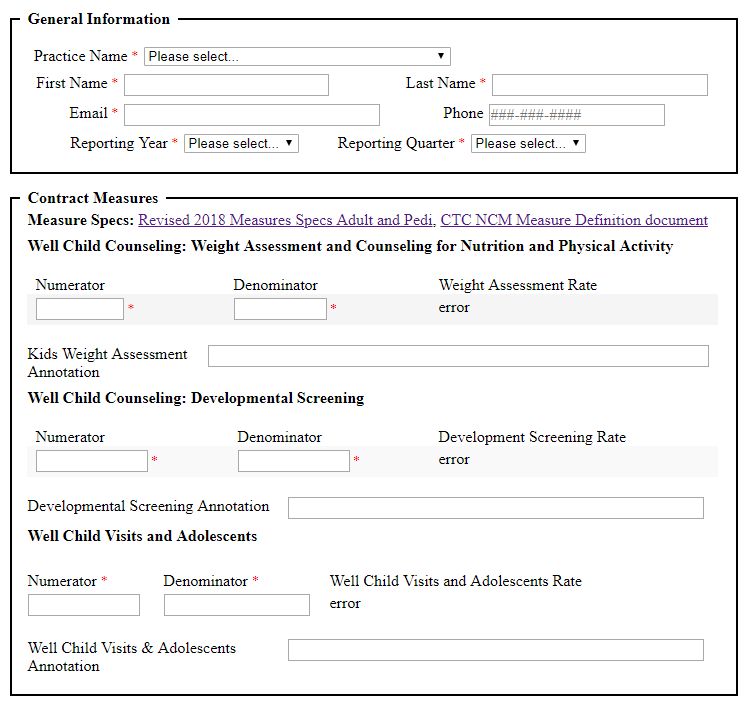 General Information
Practice Name * Please select...
First Name * Last Name *
Email * Phone ###-###-####
Reporting Year * Please select... Reporting Quarter * Please select...
Contract Measures
Measure Specs: Revised 2018 Measures Specs Adult and Pedi, CTC NCM Measure Definition document
Well Child Counseling: Weight Assessment and Counseling for Nutrition and Physical Activity
Numerator Denominator Weight Assessment Rate
* * error
Kids Weight Assessment
Annotation
Well Child Counseling: Developmental Screening
Numerator Denominator Development Screening Rate
* * error
Developmental Screening Annotation
Well Child Visits and Adolescents
Numerator * Denominator * Well Child Visits and Adolescents Rate
error
Well Child Visits & Adolescents
Annotation